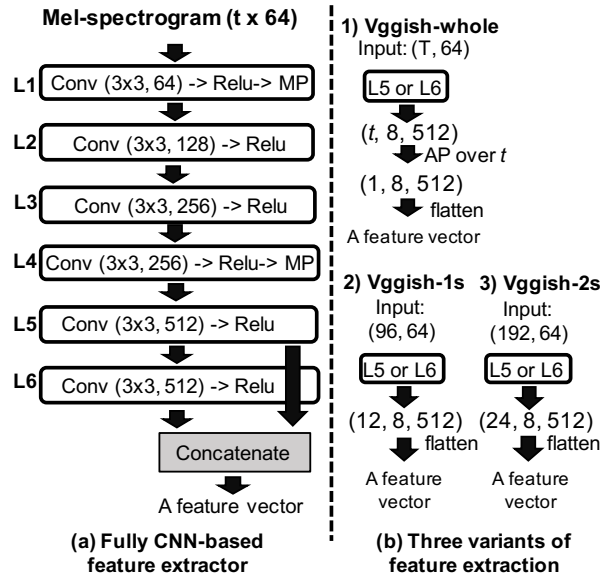 Mel-spectrogram (t x 64)
L1 Conv (3x3, 64) -> Relu-> MP
L2 Conv (3x3, 128) -> Relu
L3 Conv (3x3, 256) -> Relu
L4 Conv (3x3, 256) -> Relu-> MP
L5 Conv (3x3, 512) -> Relu
L6 Conv (3x3, 512) -> Relu
Concatenate
A feature vector
(a) Fully CNN-based
feature extractor
1) Vggish-whole
Input: (T, 64)
L5 or L6
(t, 8, 512)
AP over t
(1, 8, 512)
flatten
A feature vector
2) Vggish-1s
Input:
(96, 64)
L5 or L6
(12, 8, 512)
flatten
A feature
vector
3) Vggish-2s
Input:
(192, 64)
L5 or L6
(24, 8, 512)
flatten
A feature
vector
(b) Three variants of
feature extraction